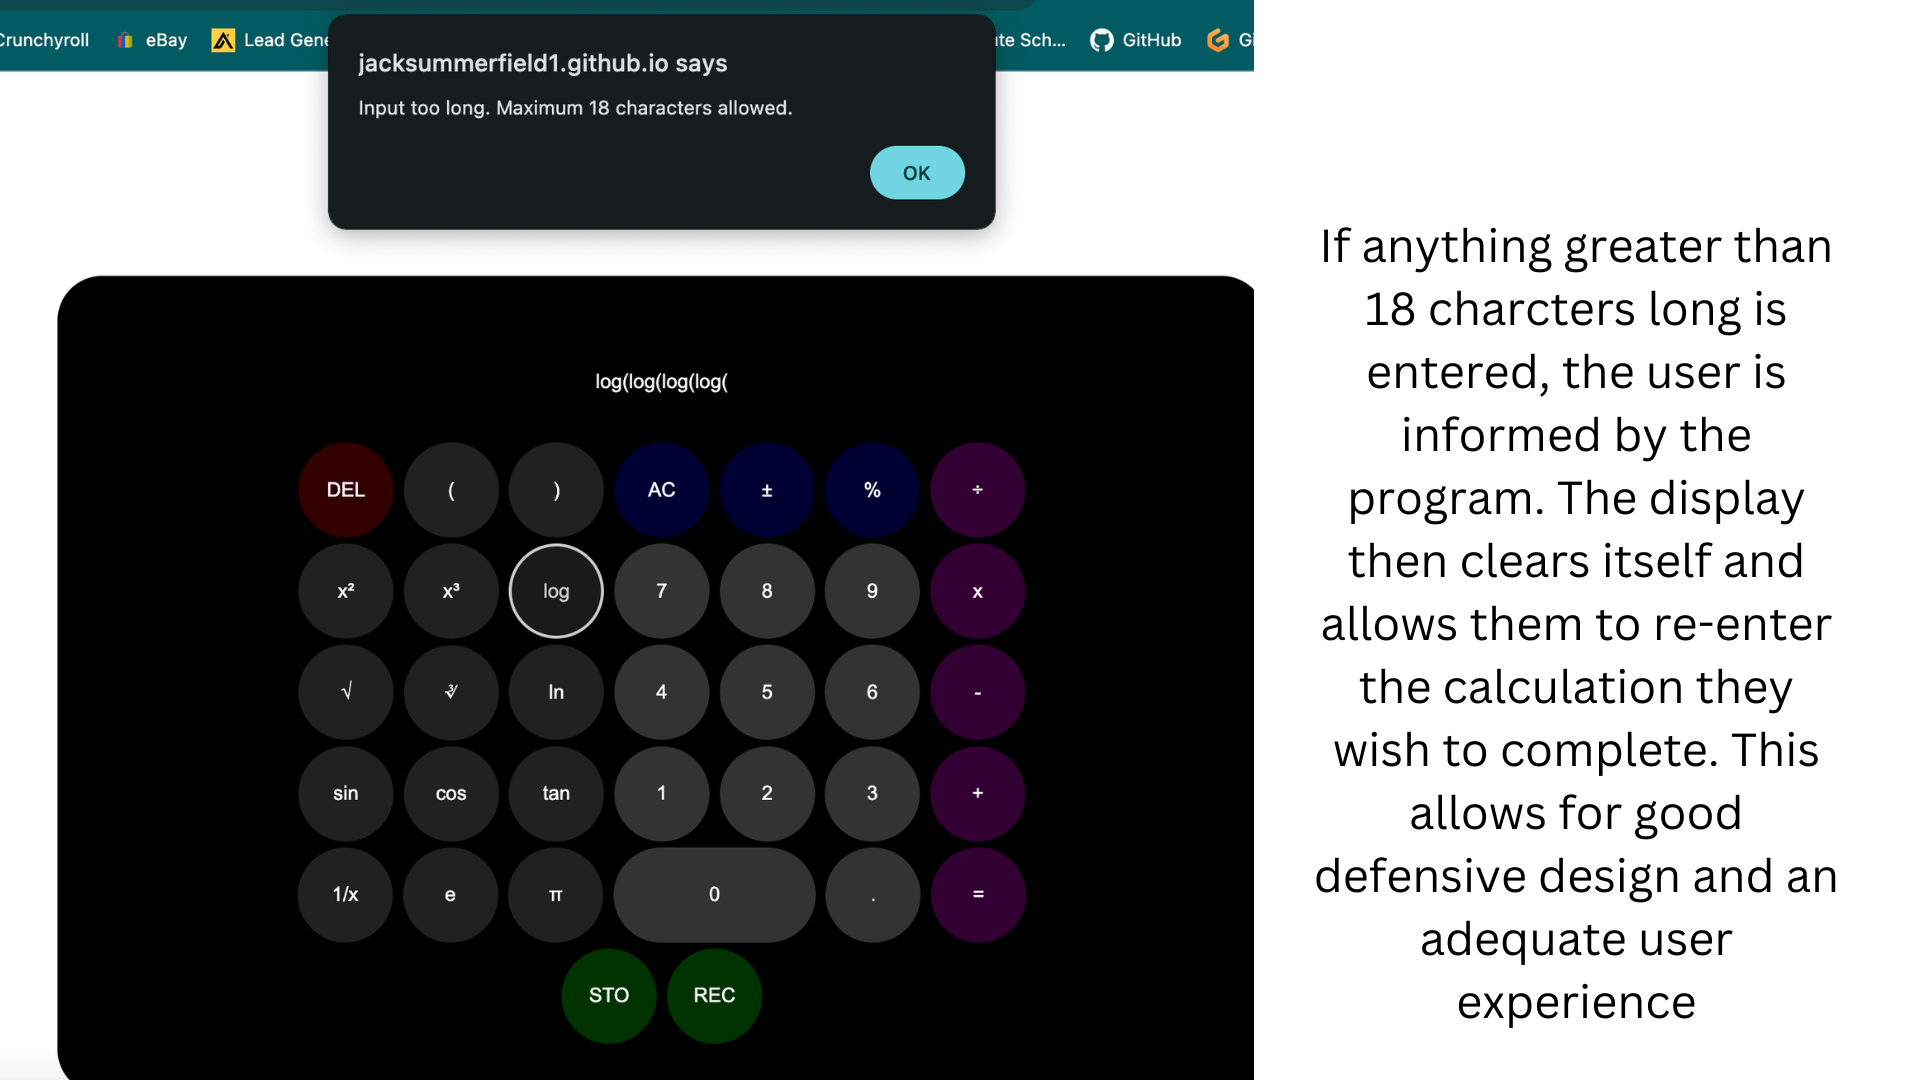 Crunchyroll
eBay
Lead Gene
te Sch...
GitHub
Gi
jacksummerfield1.github.io says
Input too long. Maximum 18 characters allowed.
OK
log(log(log(log(
DEL ( ) AC ± % ÷
x² x³ log 7 8 9 x
√ ∛ ln 4 5 6 -
sin cos tan 1 2 3 +
1/x e π 0 . =
STO REC
If anything greater than
18 charcters long is
entered, the user is
informed by the
program. The display
then clears itself and
allows them to re-enter
the calculation they
wish to complete. This
allows for good
defensive design and an
adequate user
experience